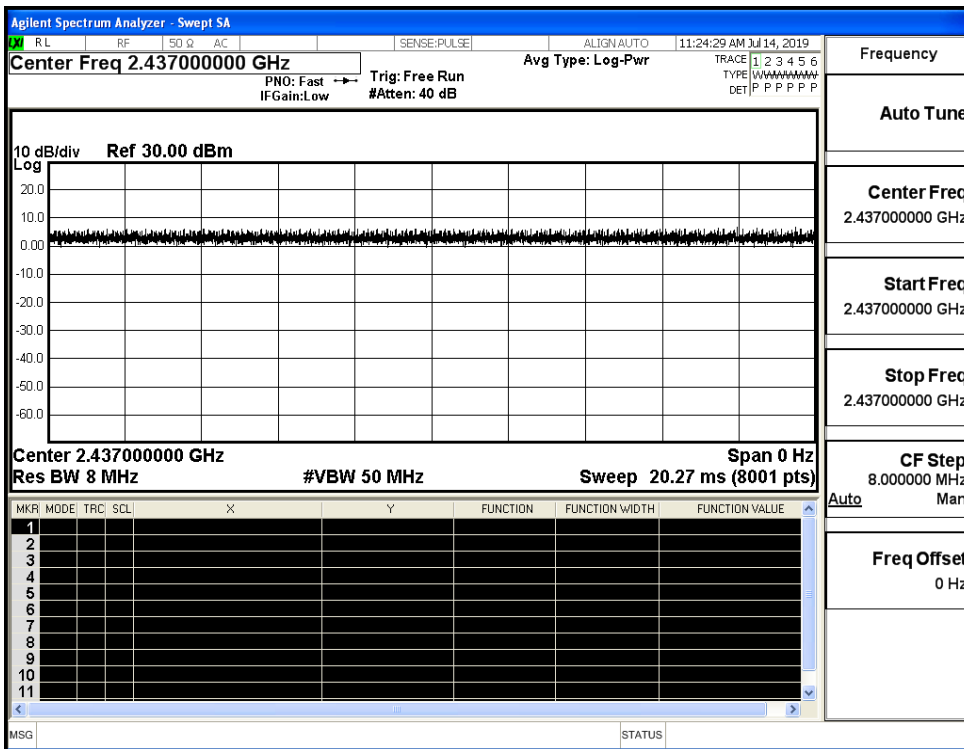 Agilent Spectrum Analyzer - Swept SA
LXI RL RF 50 Ω AC SENSE:PULSE ALIGN AUTO 11:24:29 AM Jul 14, 2019
Center Freq 2.437000000 GHz
PNO: Fast
IFGain:Low
Trig: Free Run
#Atten: 40 dB
Avg Type: Log-Pwr
TRACE 1 2 3 4 5 6
TYPE WWWWWW
DET P P P P P P
10 dB/div Ref 30.00 dBm
Log
20.0
10.0
0.00
-10.0
-20.0
-30.0
-40.0
-50.0
-60.0
Center 2.437000000 GHz Span 0 Hz
Res BW 8 MHz #VBW 50 MHz Sweep 20.27 ms (8001 pts)
MKR MODE TRC SCL X Y FUNCTION FUNCTION WIDTH FUNCTION VALUE
1
2
3
4
5
6
7
8
9
10
11
MSG STATUS
Frequency
Auto Tune
Center Freq
2.437000000 GHz
Start Freq
2.437000000 GHz
Stop Freq
2.437000000 GHz
CF Step
8.000000 MHz
Auto Man
Freq Offset
0 Hz